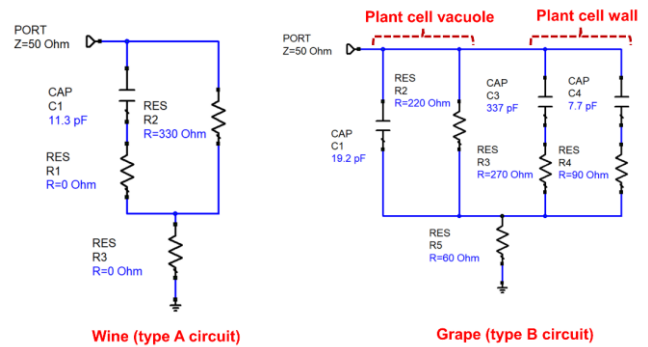 PORT
Z=50 Ohm
CAP
C1
11.3 pF
RES
R2
R=330 Ohm
RES
R1
R=0 Ohm
RES
R3
R=0 Ohm
Wine (type A circuit)
Plant cell vacuole
Plant cell wall
PORT
Z=50 Ohm
RES
R2
R=220 Ohm
CAP
C1
19.2 pF
CAP
C3
337 pF
CAP
C4
7.7 pF
RES
R3
R=270 Ohm
RES
R4
R=90 Ohm
RES
R5
R=60 Ohm
Grape (type B circuit)